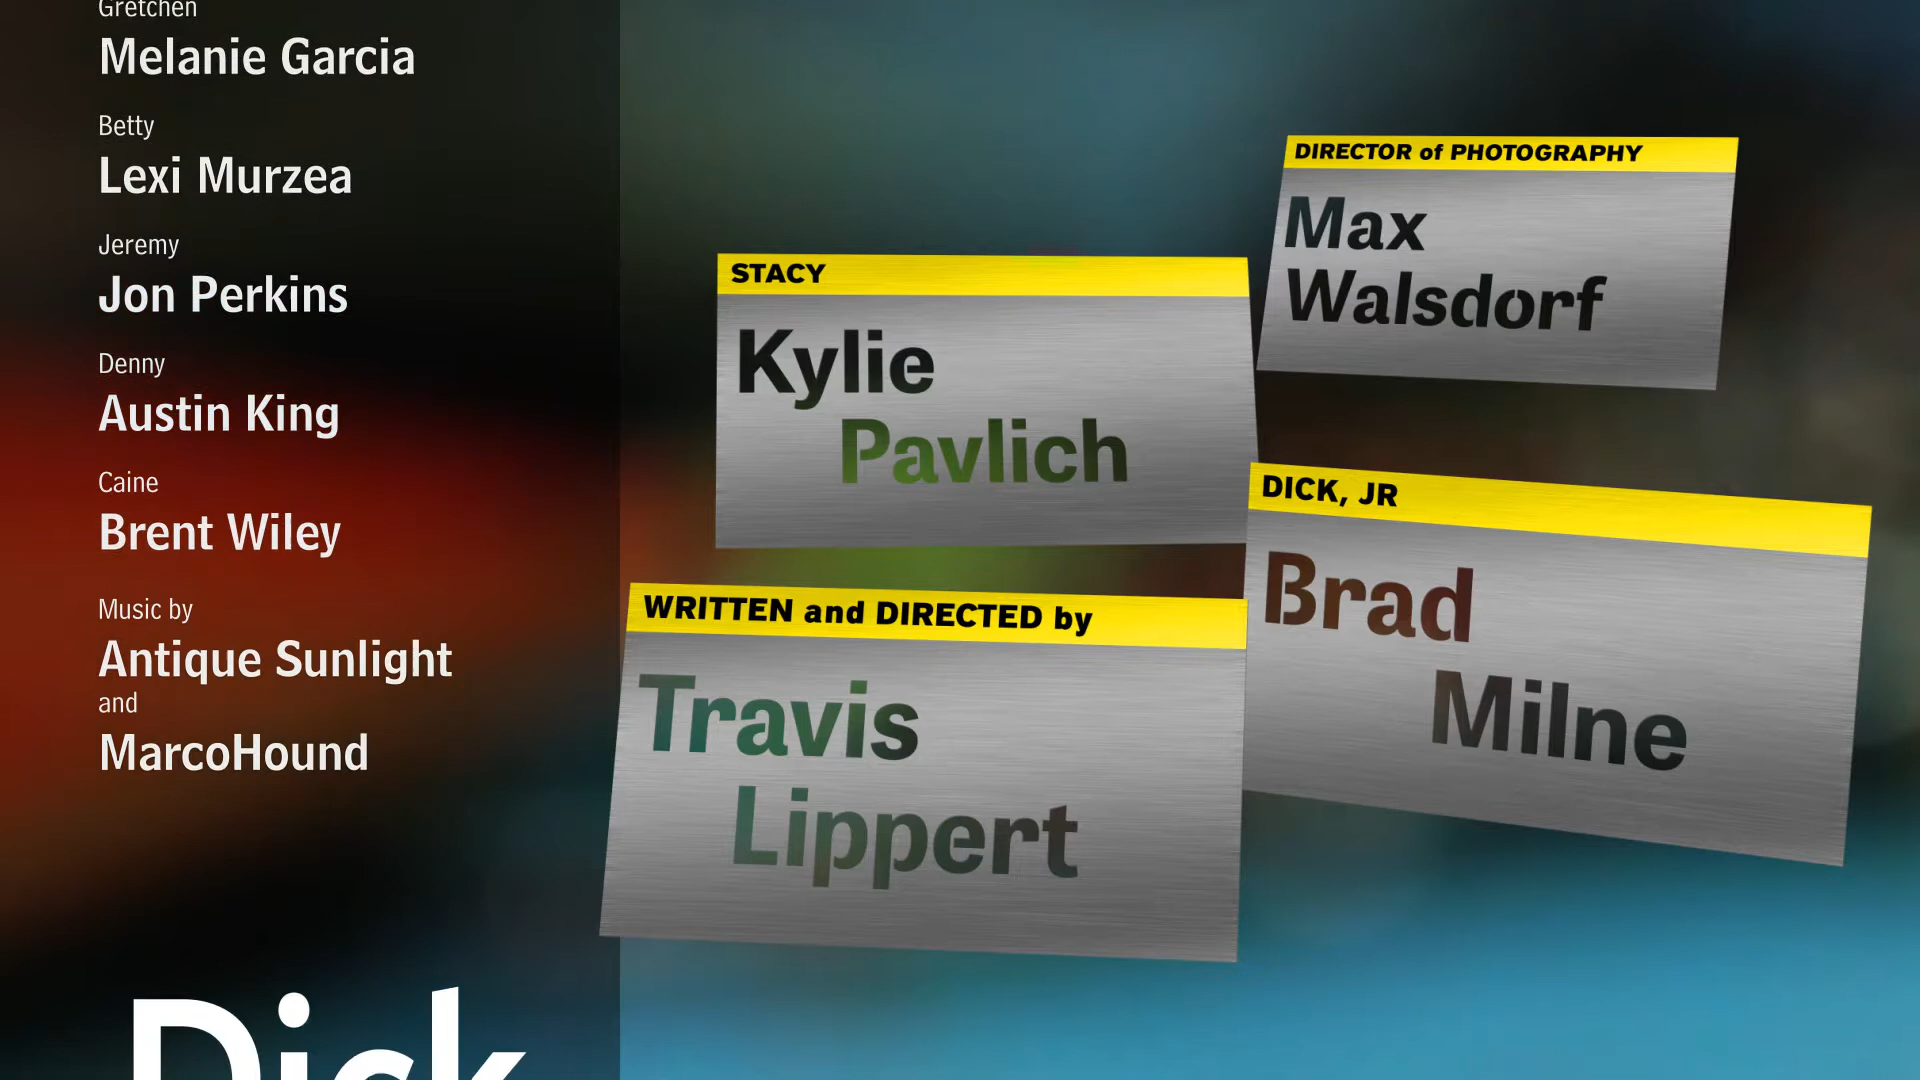 Gretchen
Melanie Garcia
Betty
Lexi Murzea
Jeremy
Jon Perkins
Denny
Austin King
Caine
Brent Wiley
Music by
Antique Sunlight
and
MarcoHound
Dick
STACY
Kylie
Pavlich
DIRECTOR of PHOTOGRAPHY
Max
Walsdorf
WRITTEN and DIRECTED by
Travis
Lippert
DICK, JR
Brad
Milne